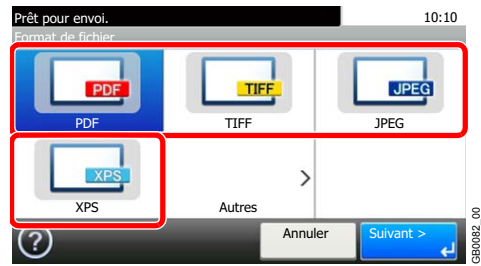 Prêt pour envoi.
10:10
Format de fichier
PDF
TIFF
JPEG
PDF
TIFF
JPEG
XPS
XPS
Autres
?
Annuler
Suivant >
GB0082_00